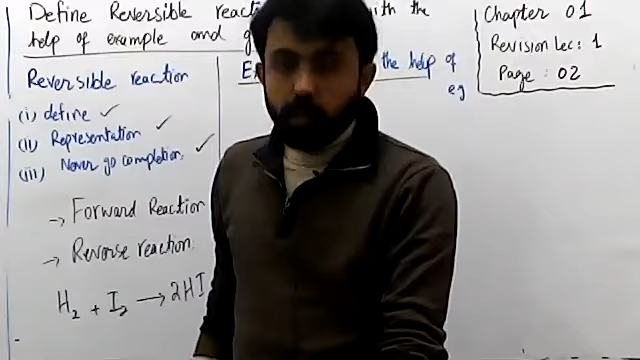 Define Reversible with the
help of example and
Reversible reaction
(i) define ✓
(ii) Representation ✓
(iii) Never go completion. ✓
→ Forward Reaction
→ Reverse reaction.
H₂ + I₂ → 2HI
the help of
eg
Chapter 01
Revision Lec: 1
Page : 02